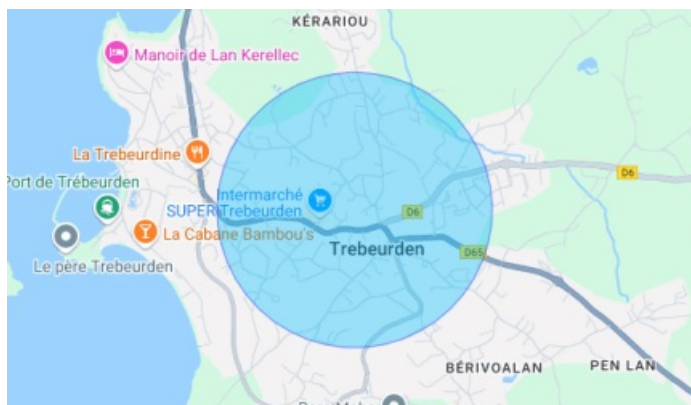 KÉRARIOU
Manoir de Lan Kerellec
La Trebeurdine
D6
Port de Trébeurden
Intermarché
SUPER Trebeurden
D6
La Cabane Bambou's
Trebeurden
D65
Le père Trebeurden
BÉRIVOALAN
PEN LAN